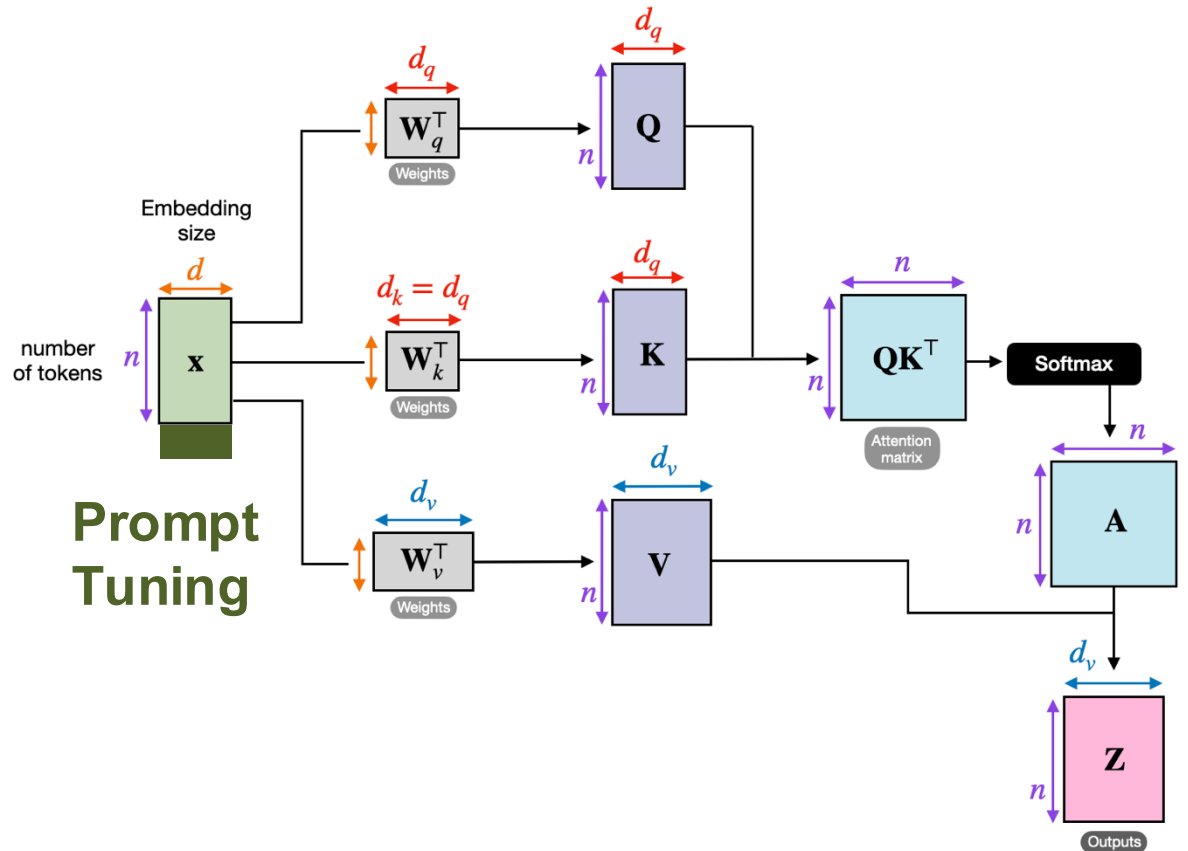 d_q
d_q
W_q^⊤
Q
n
Weights
Embedding
size
d
d_k = d_q
d_q
n
number
of tokens
n
x
W_k^⊤
K
n
n
QK^⊤
Softmax
Weights
Attention
matrix
n
d_v
d_v
Prompt
Tuning
W_v^⊤
V
n
n
A
Weights
d_v
n
Z
Outputs